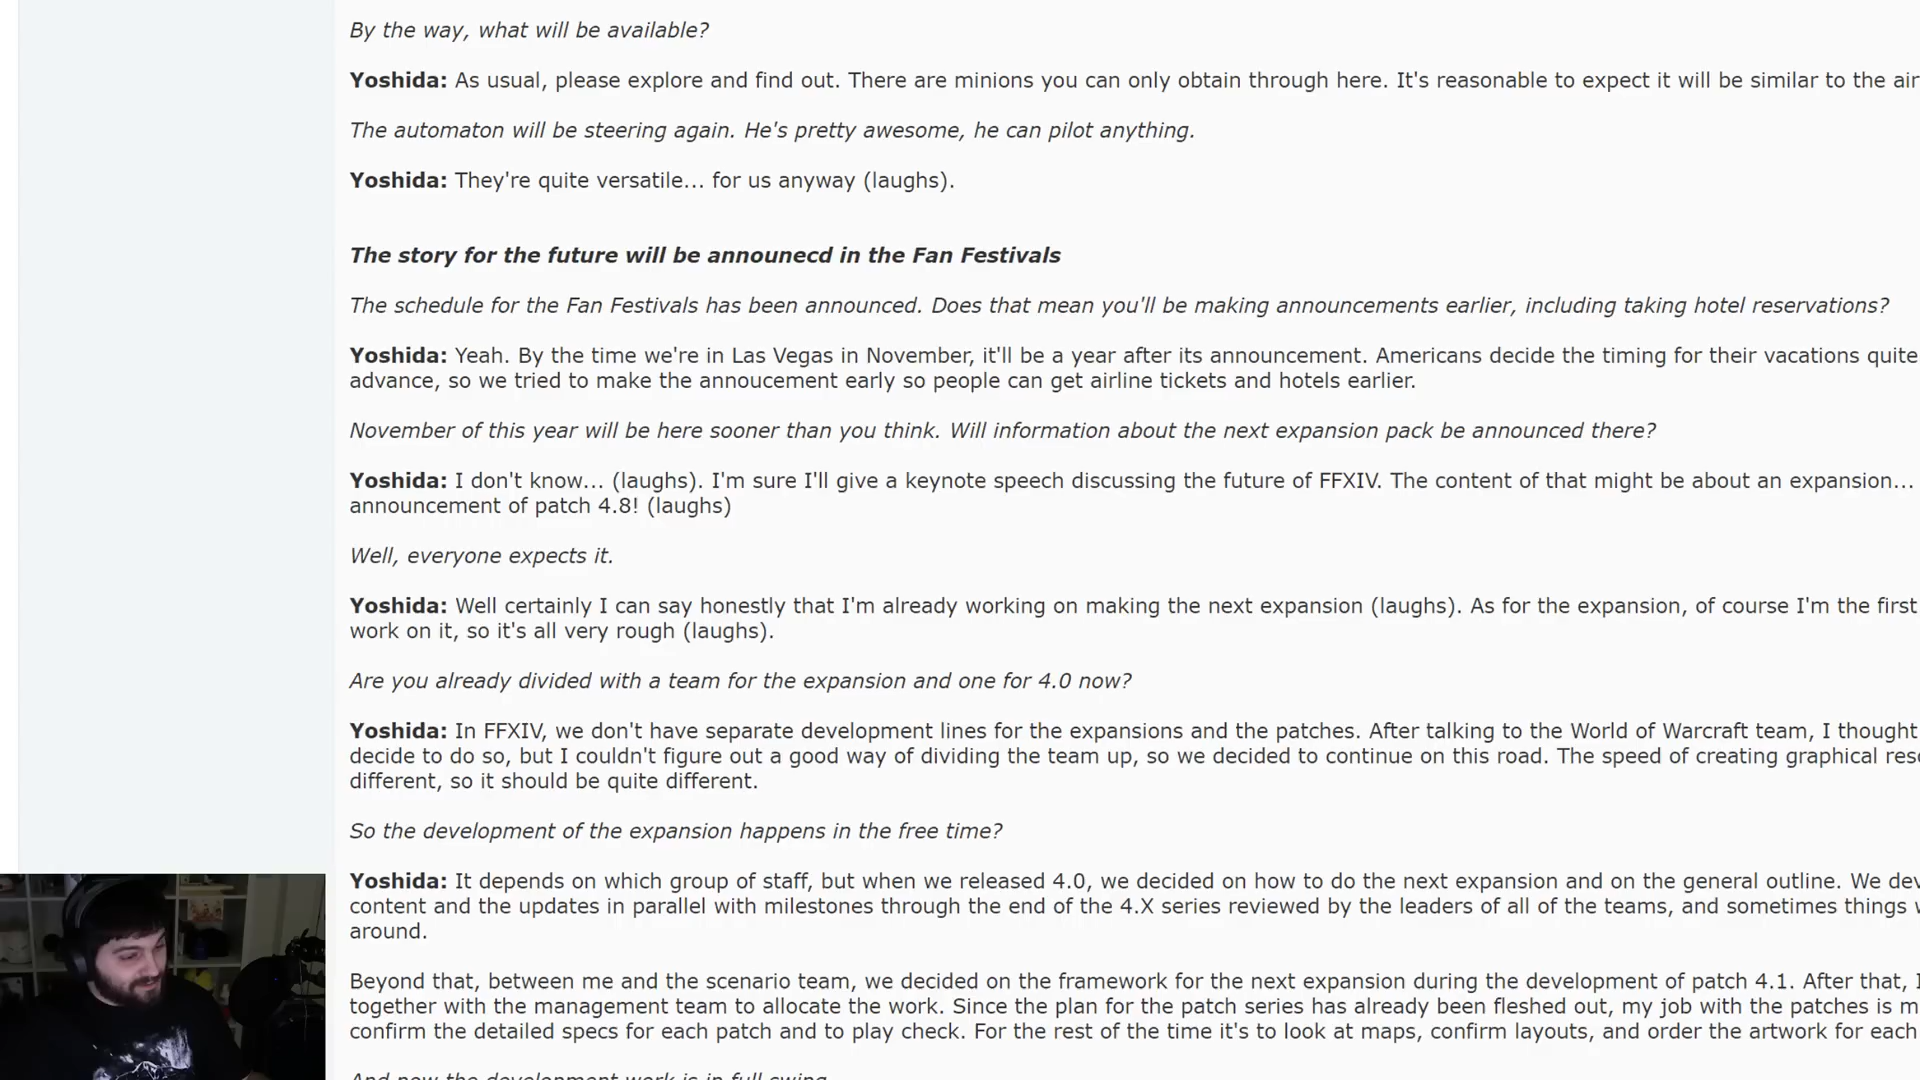 By the way, what will be available?
Yoshida: As usual, please explore and find out. There are minions you can only obtain through here. It's reasonable to expect it will be similar to the air
The automaton will be steering again. He's pretty awesome, he can pilot anything.
Yoshida: They're quite versatile... for us anyway (laughs).
The story for the future will be announecd in the Fan Festivals
The schedule for the Fan Festivals has been announced. Does that mean you'll be making announcements earlier, including taking hotel reservations?
Yoshida: Yeah. By the time we're in Las Vegas in November, it'll be a year after its announcement. Americans decide the timing for their vacations quite
advance, so we tried to make the annoucement early so people can get airline tickets and hotels earlier.
November of this year will be here sooner than you think. Will information about the next expansion pack be announced there?
Yoshida: I don't know... (laughs). I'm sure I'll give a keynote speech discussing the future of FFXIV. The content of that might be about an expansion...
announcement of patch 4.8! (laughs)
Well, everyone expects it.
Yoshida: Well certainly I can say honestly that I'm already working on making the next expansion (laughs). As for the expansion, of course I'm the first
work on it, so it's all very rough (laughs).
Are you already divided with a team for the expansion and one for 4.0 now?
Yoshida: In FFXIV, we don't have separate development lines for the expansions and the patches. After talking to the World of Warcraft team, I thought
decide to do so, but I couldn't figure out a good way of dividing the team up, so we decided to continue on this road. The speed of creating graphical
different, so it should be quite different.
So the development of the expansion happens in the free time?
Yoshida: It depends on which group of staff, but when we released 4.0, we decided on how to do the next expansion and on the general outline. We
content and the updates in parallel with milestones through the end of the 4.X series reviewed by the leaders of all of the teams, and sometimes things
around.
Beyond that, between me and the scenario team, we decided on the framework for the next expansion during the development of patch 4.1. After that, I
together with the management team to allocate the work. Since the plan for the patch series has already been fleshed out, my job with the patches is
confirm the detailed specs for each patch and to play check. For the rest of the time it's to look at maps, confirm layouts, and order the artwork for each
And now the development work is in full swing